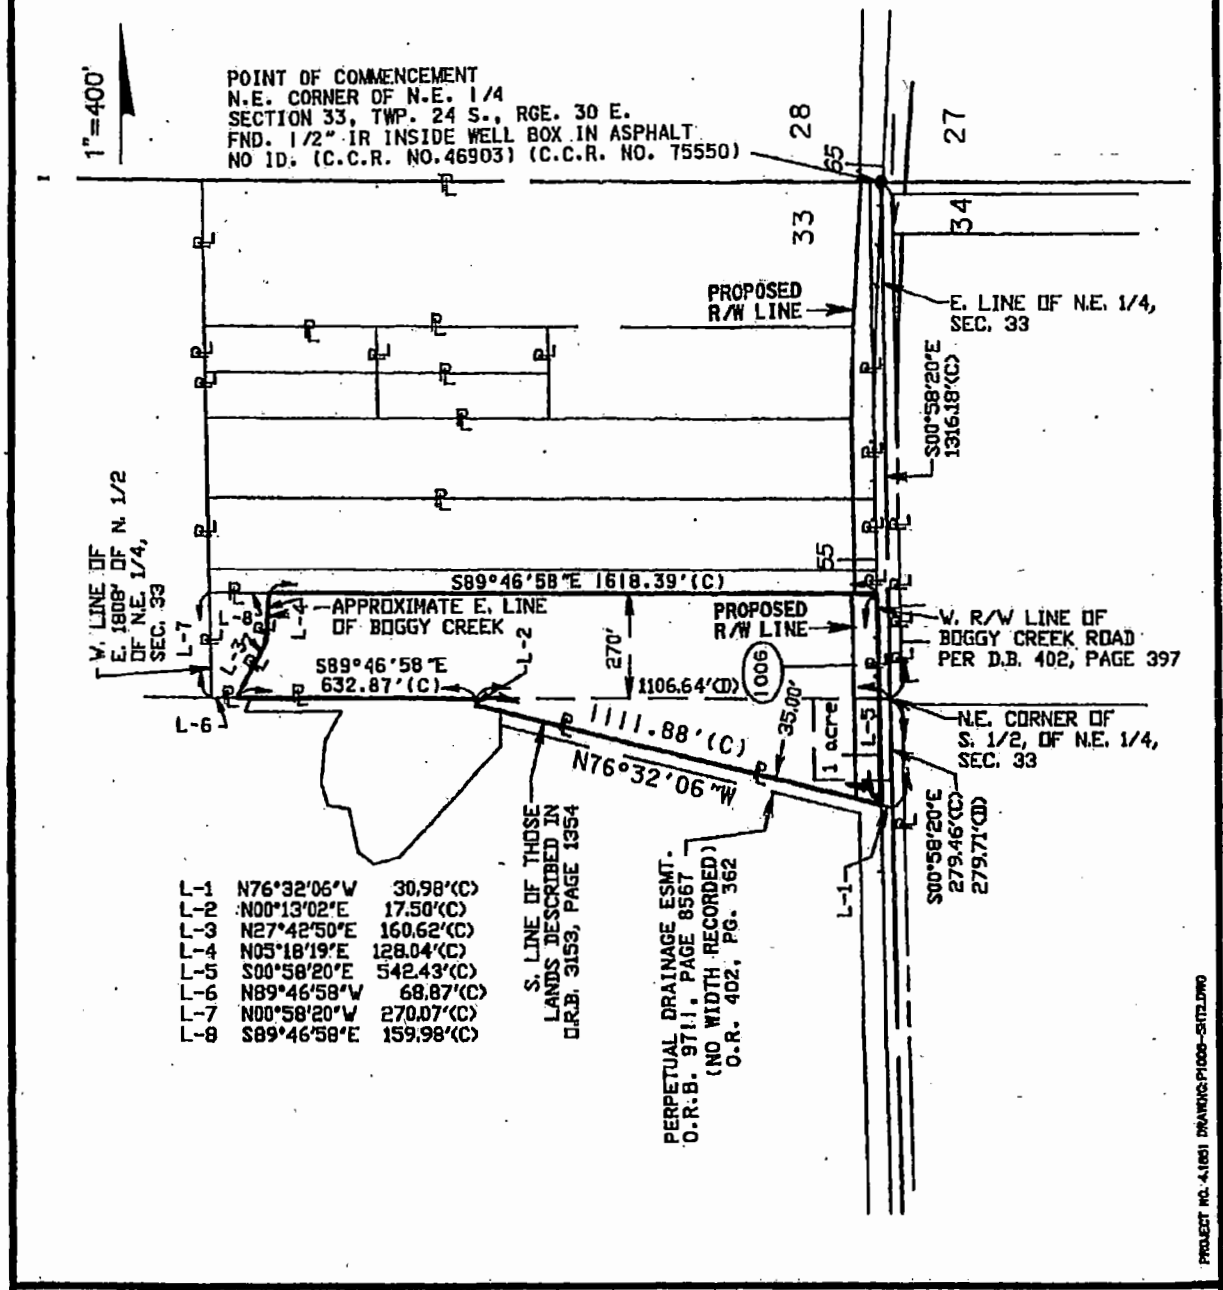 1"=400'
POINT OF COMMENCEMENT
N.E. CORNER OF N.E. 1/4
SECTION 33, TWP. 24 S., RGE. 30 E.
FND. 1/2" IR INSIDE WELL BOX IN ASPHALT
NO ID. (C.C.R. NO.46903) (C.C.R. NO. 75550)
28
27
65
33
34
PROPOSED
R/W LINE
E. LINE OF N.E. 1/4,
SEC. 33
S00°58'20"E
1316.18'(C)
W. LINE OF
E. 1808' OF N. 1/2
OF N.E. 1/4,
SEC. 33
55
S89°46'58"E 1618.39'(C)
L-7
L-8
L-4
L-3
APPROXIMATE E. LINE
OF BOGGY CREEK
L-2
270'
PROPOSED
R/W LINE
1006
W. R/W LINE OF
BOGGY CREEK ROAD
PER D.B. 402, PAGE 397
S89°46'58"E
632.87'(C)
1106.64'(D)
L-6
1111.88'(C)
N76°32'06"W
35.00'
1 acre
L-5
N.E. CORNER OF
S. 1/2, OF N.E. 1/4,
SEC. 33
S00°58'20"E
279.46'(C)
279.71'(D)
S. LINE OF THOSE
LANDS DESCRIBED IN
O.R.B. 3153, PAGE 1354
L-1
PERPETUAL DRAINAGE ESMT.
O.R.B. 9711, PAGE 8567
(NO WIDTH RECORDED)
O.R. 402, PG. 362
L-1 N76°32'06"W 30.98'(C)
L-2 N00°13'02"E 17.50'(C)
L-3 N27°42'50"E 160.62'(C)
L-4 N05°18'19"E 128.04'(C)
L-5 S00°58'20"E 542.43'(C)
L-6 N89°46'58"W 68.87'(C)
L-7 N00°58'20"W 270.07'(C)
L-8 S89°46'58"E 159.98'(C)
PROJECT NO.